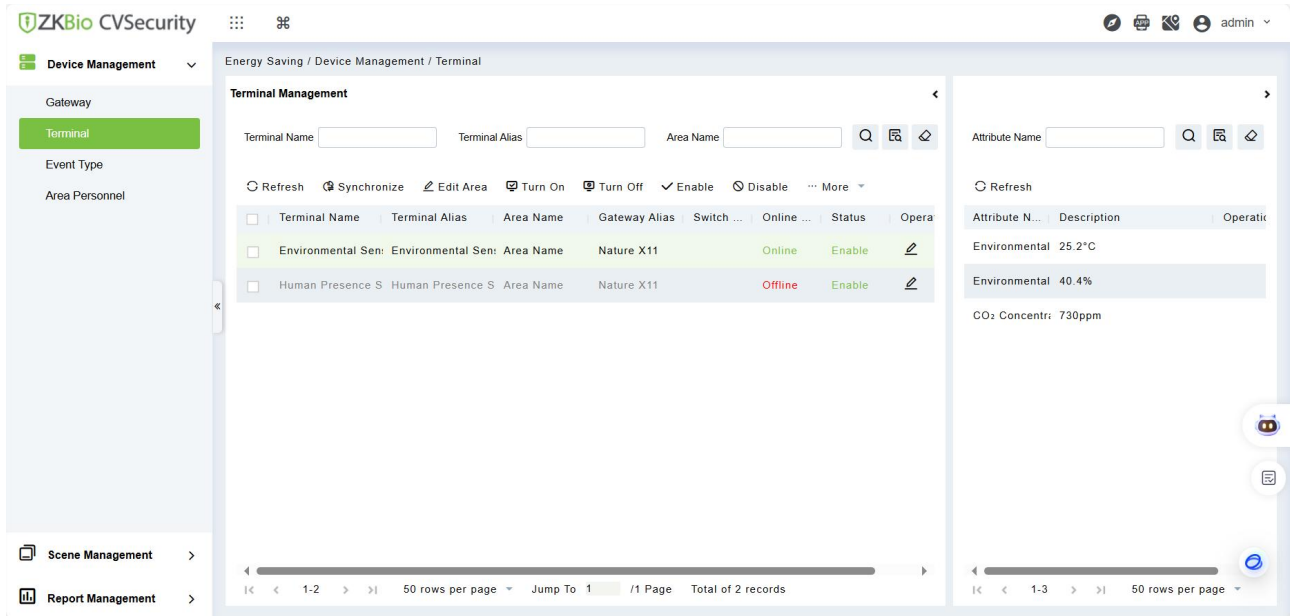 ZKBio CVSecurity
admin
Device Management
Gateway
Terminal
Event Type
Area Personnel
Scene Management
Report Management
Energy Saving / Device Management / Terminal
Terminal Management
Terminal Name Terminal Alias Area Name
Refresh Synchronize Edit Area Turn On Turn Off Enable Disable ··· More
Terminal Name Terminal Alias Area Name Gateway Alias Switch ... Online ... Status Opera
Environmental Sen Environmental Sen Area Name Nature X11 Online Enable
Human Presence S Human Presence S Area Name Nature X11 Offline Enable
1-2 50 rows per page Jump To 1 /1 Page Total of 2 records
Attribute Name
Refresh
Attribute N... Description Operatio
Environmental 25.2°C
Environmental 40.4%
CO₂ Concentra 730ppm
1-3 50 rows per page